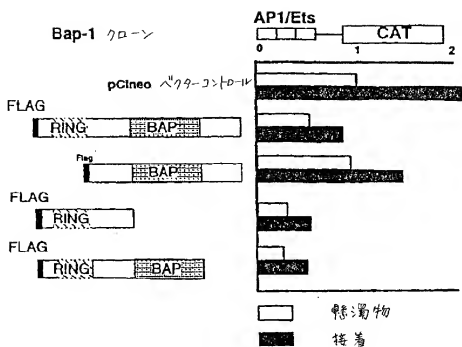 Bap-1 クローン
AP1/Ets
CAT
0 1 2
pCIneo ベクターコントロール
FLAG
RING BAP
Flag
BAP
FLAG
RING
FLAG
RING BAP
懸濁物
接着